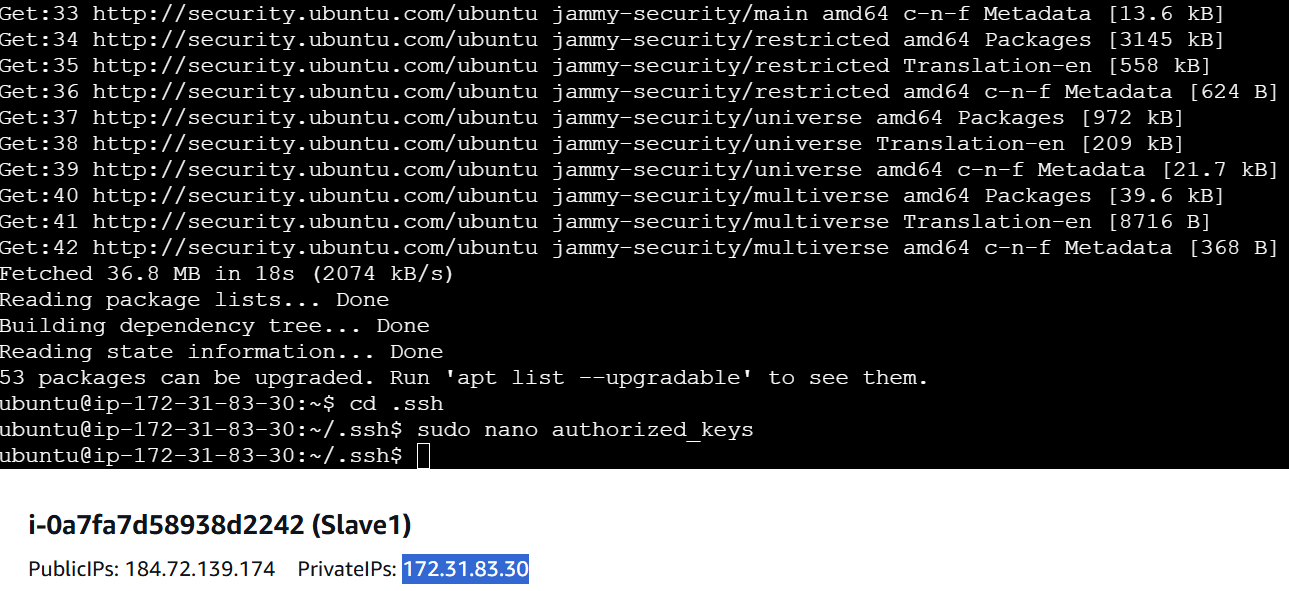 Get:33 http://security.ubuntu.com/ubuntu jammy-security/main amd64 c-n-f Metadata [13.6 kB]
Get:34 http://security.ubuntu.com/ubuntu jammy-security/restricted amd64 Packages [3145 kB]
Get:35 http://security.ubuntu.com/ubuntu jammy-security/restricted Translation-en [558 kB]
Get:36 http://security.ubuntu.com/ubuntu jammy-security/restricted amd64 c-n-f Metadata [624 B]
Get:37 http://security.ubuntu.com/ubuntu jammy-security/universe amd64 Packages [972 kB]
Get:38 http://security.ubuntu.com/ubuntu jammy-security/universe Translation-en [209 kB]
Get:39 http://security.ubuntu.com/ubuntu jammy-security/universe amd64 c-n-f Metadata [21.7 kB]
Get:40 http://security.ubuntu.com/ubuntu jammy-security/multiverse amd64 Packages [39.6 kB]
Get:41 http://security.ubuntu.com/ubuntu jammy-security/multiverse Translation-en [8716 B]
Get:42 http://security.ubuntu.com/ubuntu jammy-security/multiverse amd64 c-n-f Metadata [368 B]
Fetched 36.8 MB in 18s (2074 kB/s)
Reading package lists... Done
Building dependency tree... Done
Reading state information... Done
53 packages can be upgraded. Run 'apt list --upgradable' to see them.
ubuntu@ip-172-31-83-30:~$ cd .ssh
ubuntu@ip-172-31-83-30:~/.ssh$ sudo nano authorized_keys
ubuntu@ip-172-31-83-30:~/.ssh$
i-0a7fa7d58938d2242 (Slave1)
PublicIPs: 184.72.139.174 PrivateIPs: 172.31.83.30